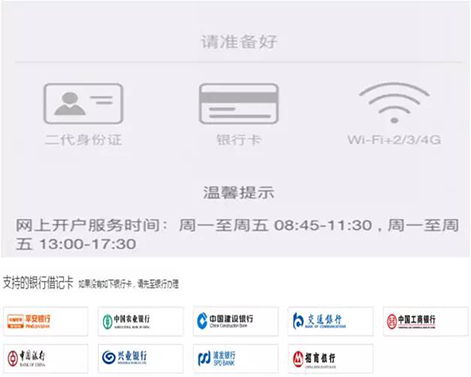 请准备好
二代身份证
银行卡
Wi-Fi+2/3/4G
温馨提示
网上开户服务时间：周一至周五 08:45-11:30，周一至周
五 13:00-17:30
支持的银行借记卡 如果没有如下银行卡，请先至银行办理
平安银行
PING AN BANK
中国农业银行
AGRICULTURAL BANK OF CHINA
中国建设银行
China Construction Bank
交通银行
BANK OF COMMUNICATIONS
中国工商银行
中国银行
BANK OF CHINA
兴业银行
浦发银行
SPD BANK
招商银行
CHINA MERCHANTS BANK